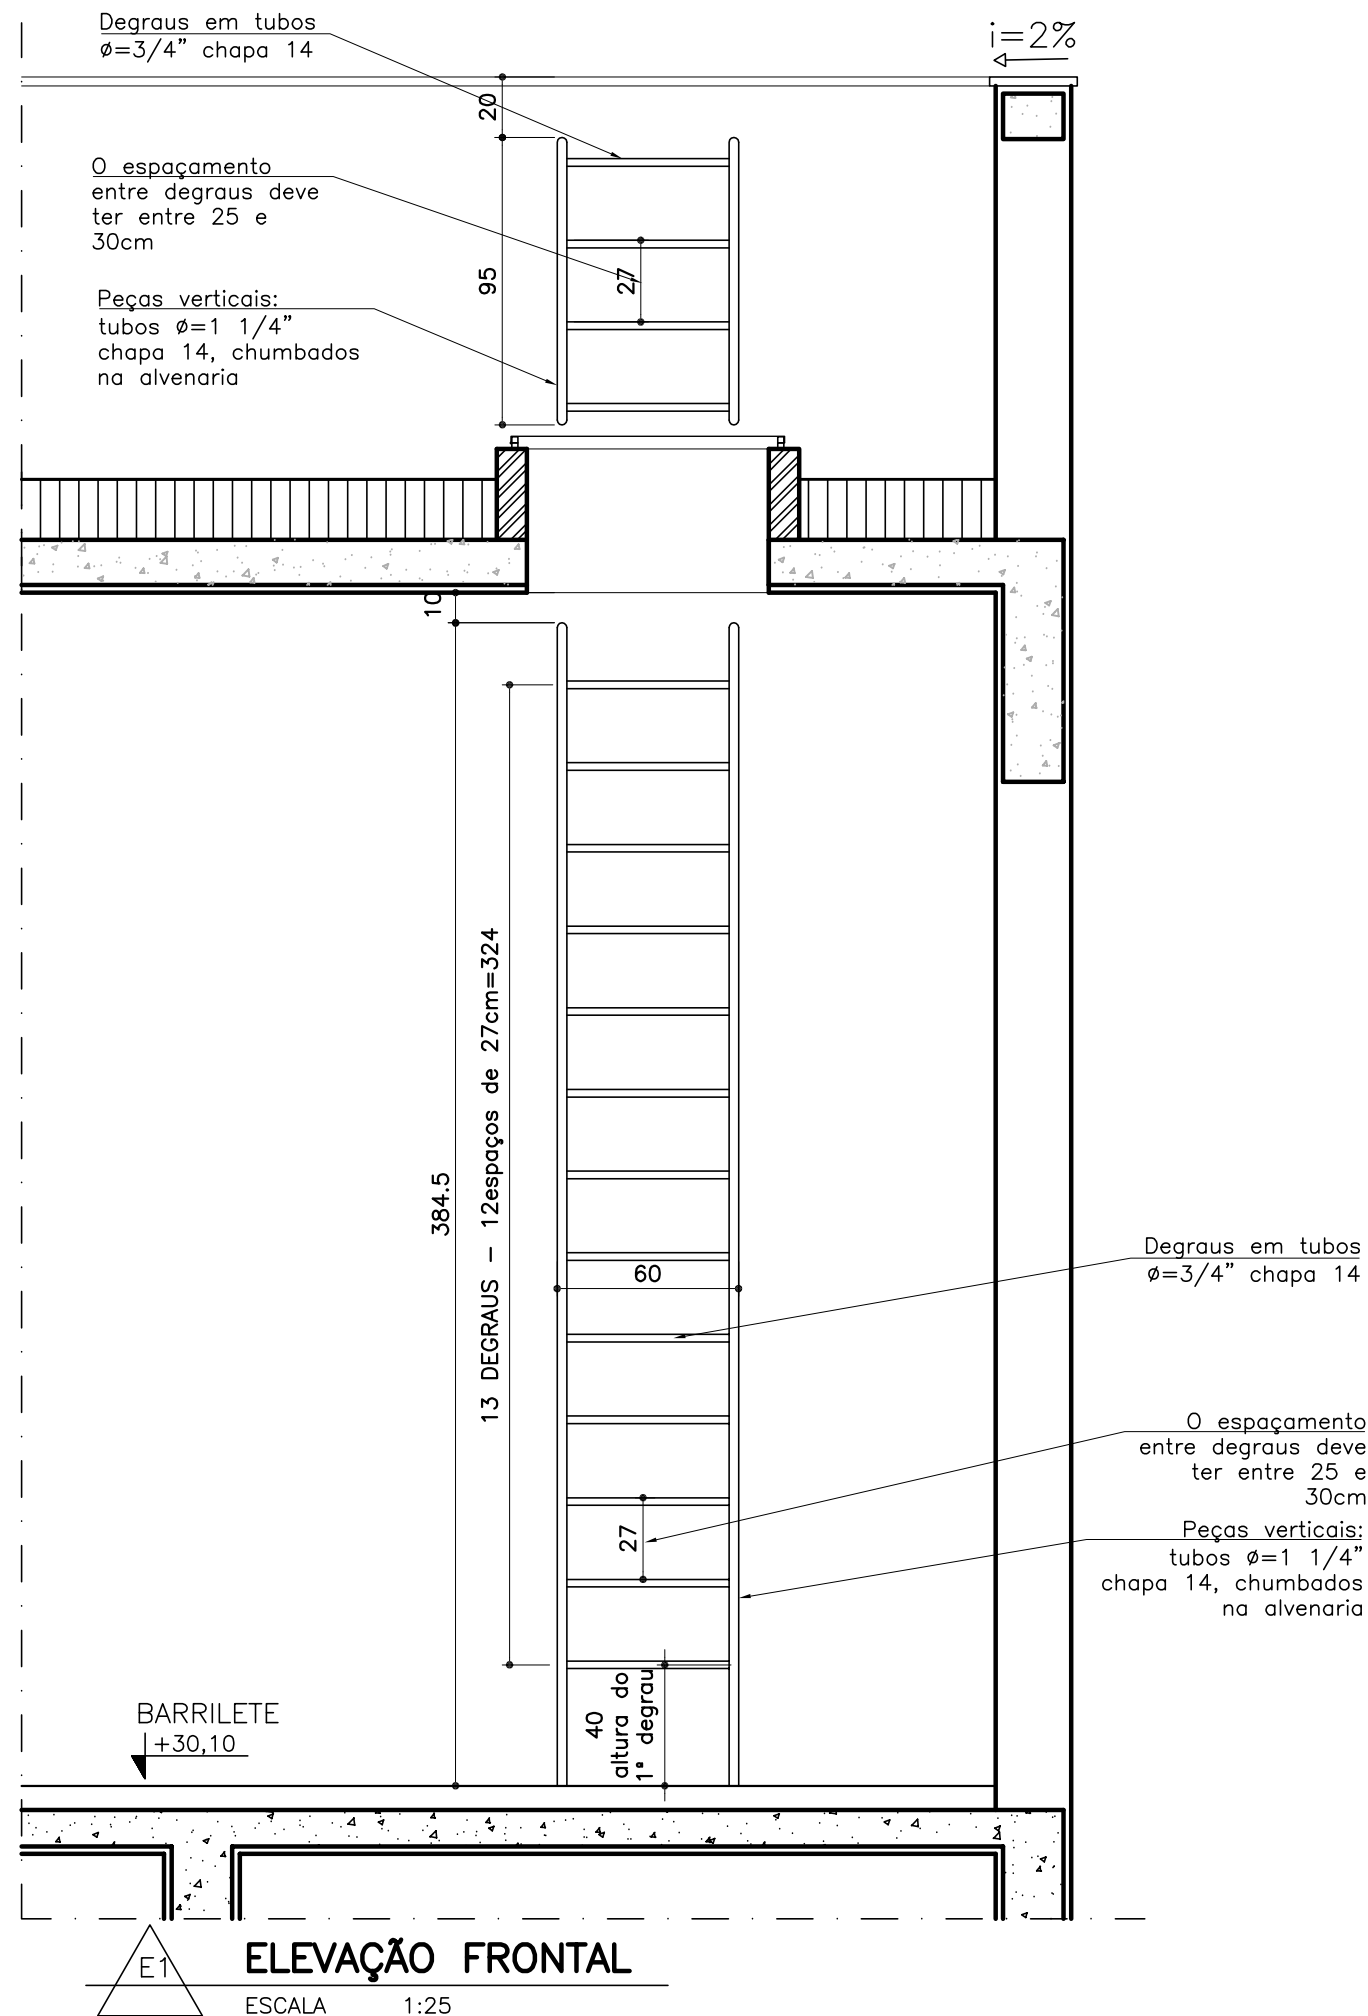 Degraus em tubos
ø=3/4” chapa 14
i=2%
20
O espaçamento
entre degraus deve
ter entre 25 e
30cm
95
27
Peças verticais:
tubos ø=1 1/4”
chapa 14, chumbados
na alvenaria
10
384.5
13 DEGRAUS – 12espaços de 27cm=324
60
Degraus em tubos
ø=3/4” chapa 14
O espaçamento
entre degraus deve
ter entre 25 e
30cm
27
Peças verticais:
tubos ø=1 1/4”
chapa 14, chumbados
na alvenaria
40
altura do
1º degrau
BARRILETE
+30,10
E1
ELEVAÇÃO FRONTAL
ESCALA 1:25